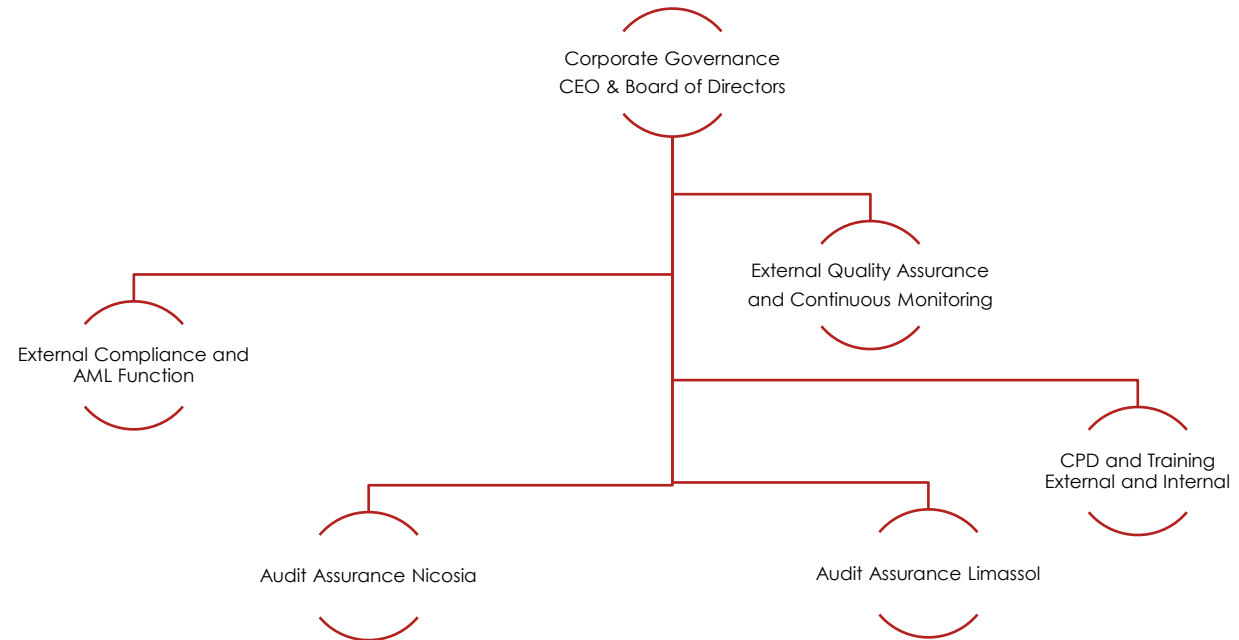 Corporate Governance
CEO & Board of Directors
External Quality Assurance
and Continuous Monitoring
External Compliance and
AML Function
CPD and Training
External and Internal
Audit Assurance Nicosia
Audit Assurance Limassol